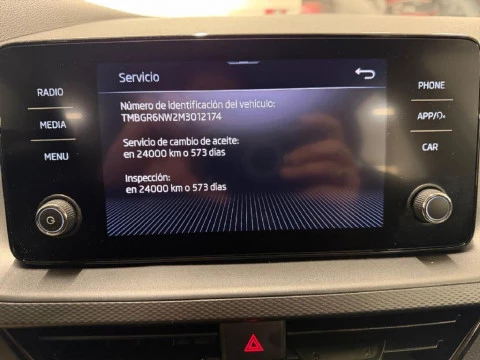 Servicio
RADIO
MEDIA
MENU
PHONE
APP/
CAR
Número de identificación del vehículo:
TMBGR6NW2M3012174
Servicio de cambio de aceite:
en 24000 km o 573 días
Inspección:
en 24000 km o 573 días